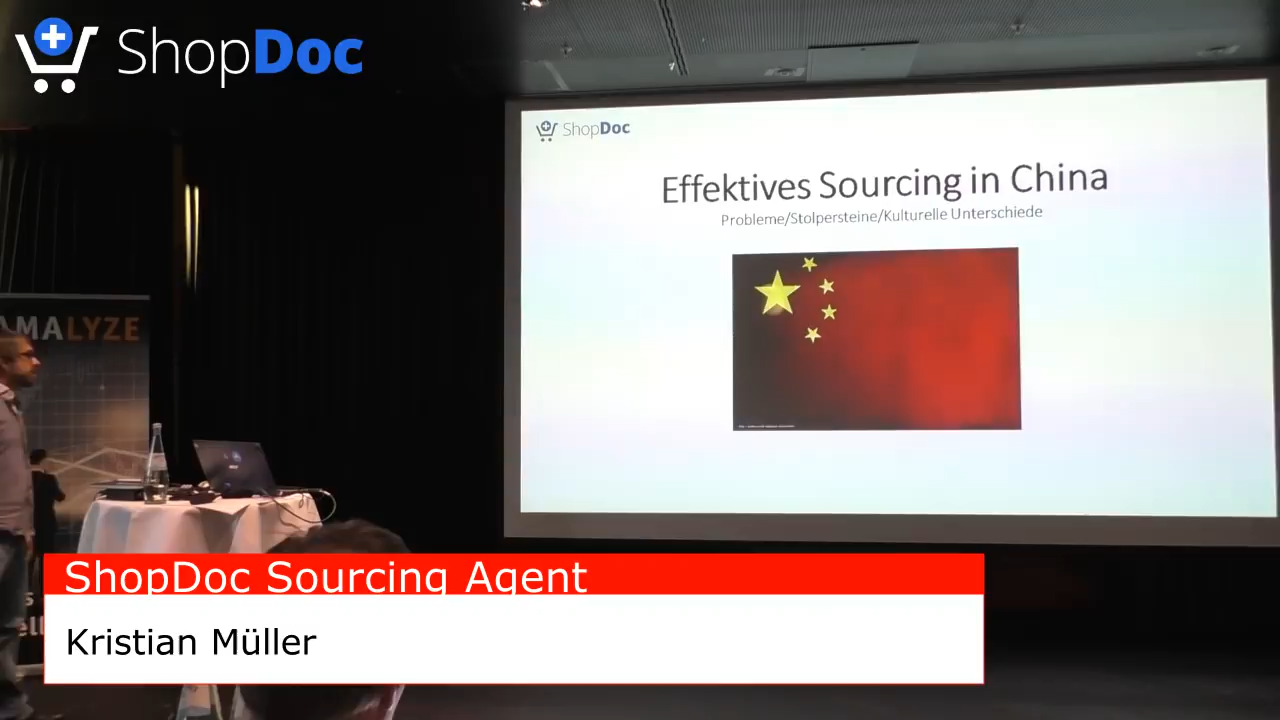 ShopDoc
ShopDoc
Effektives Sourcing in China
Probleme/Stolpersteine/Kulturelle Unterschiede
AMALYZE
ShopDoc Sourcing Agent
Kristian Müller